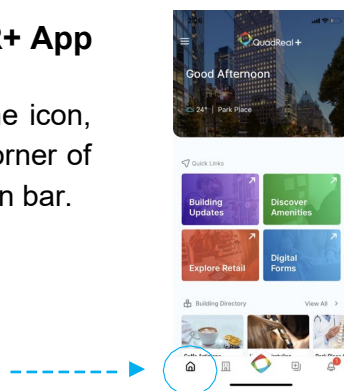 R+ App
ne icon,
orner of
n bar.
QuadReal+
Good Afternoon
24° | Park Place
Quick Links
Building
Updates
Discover
Amenities
Explore Retail
Digital
Forms
Building Directory
View All >